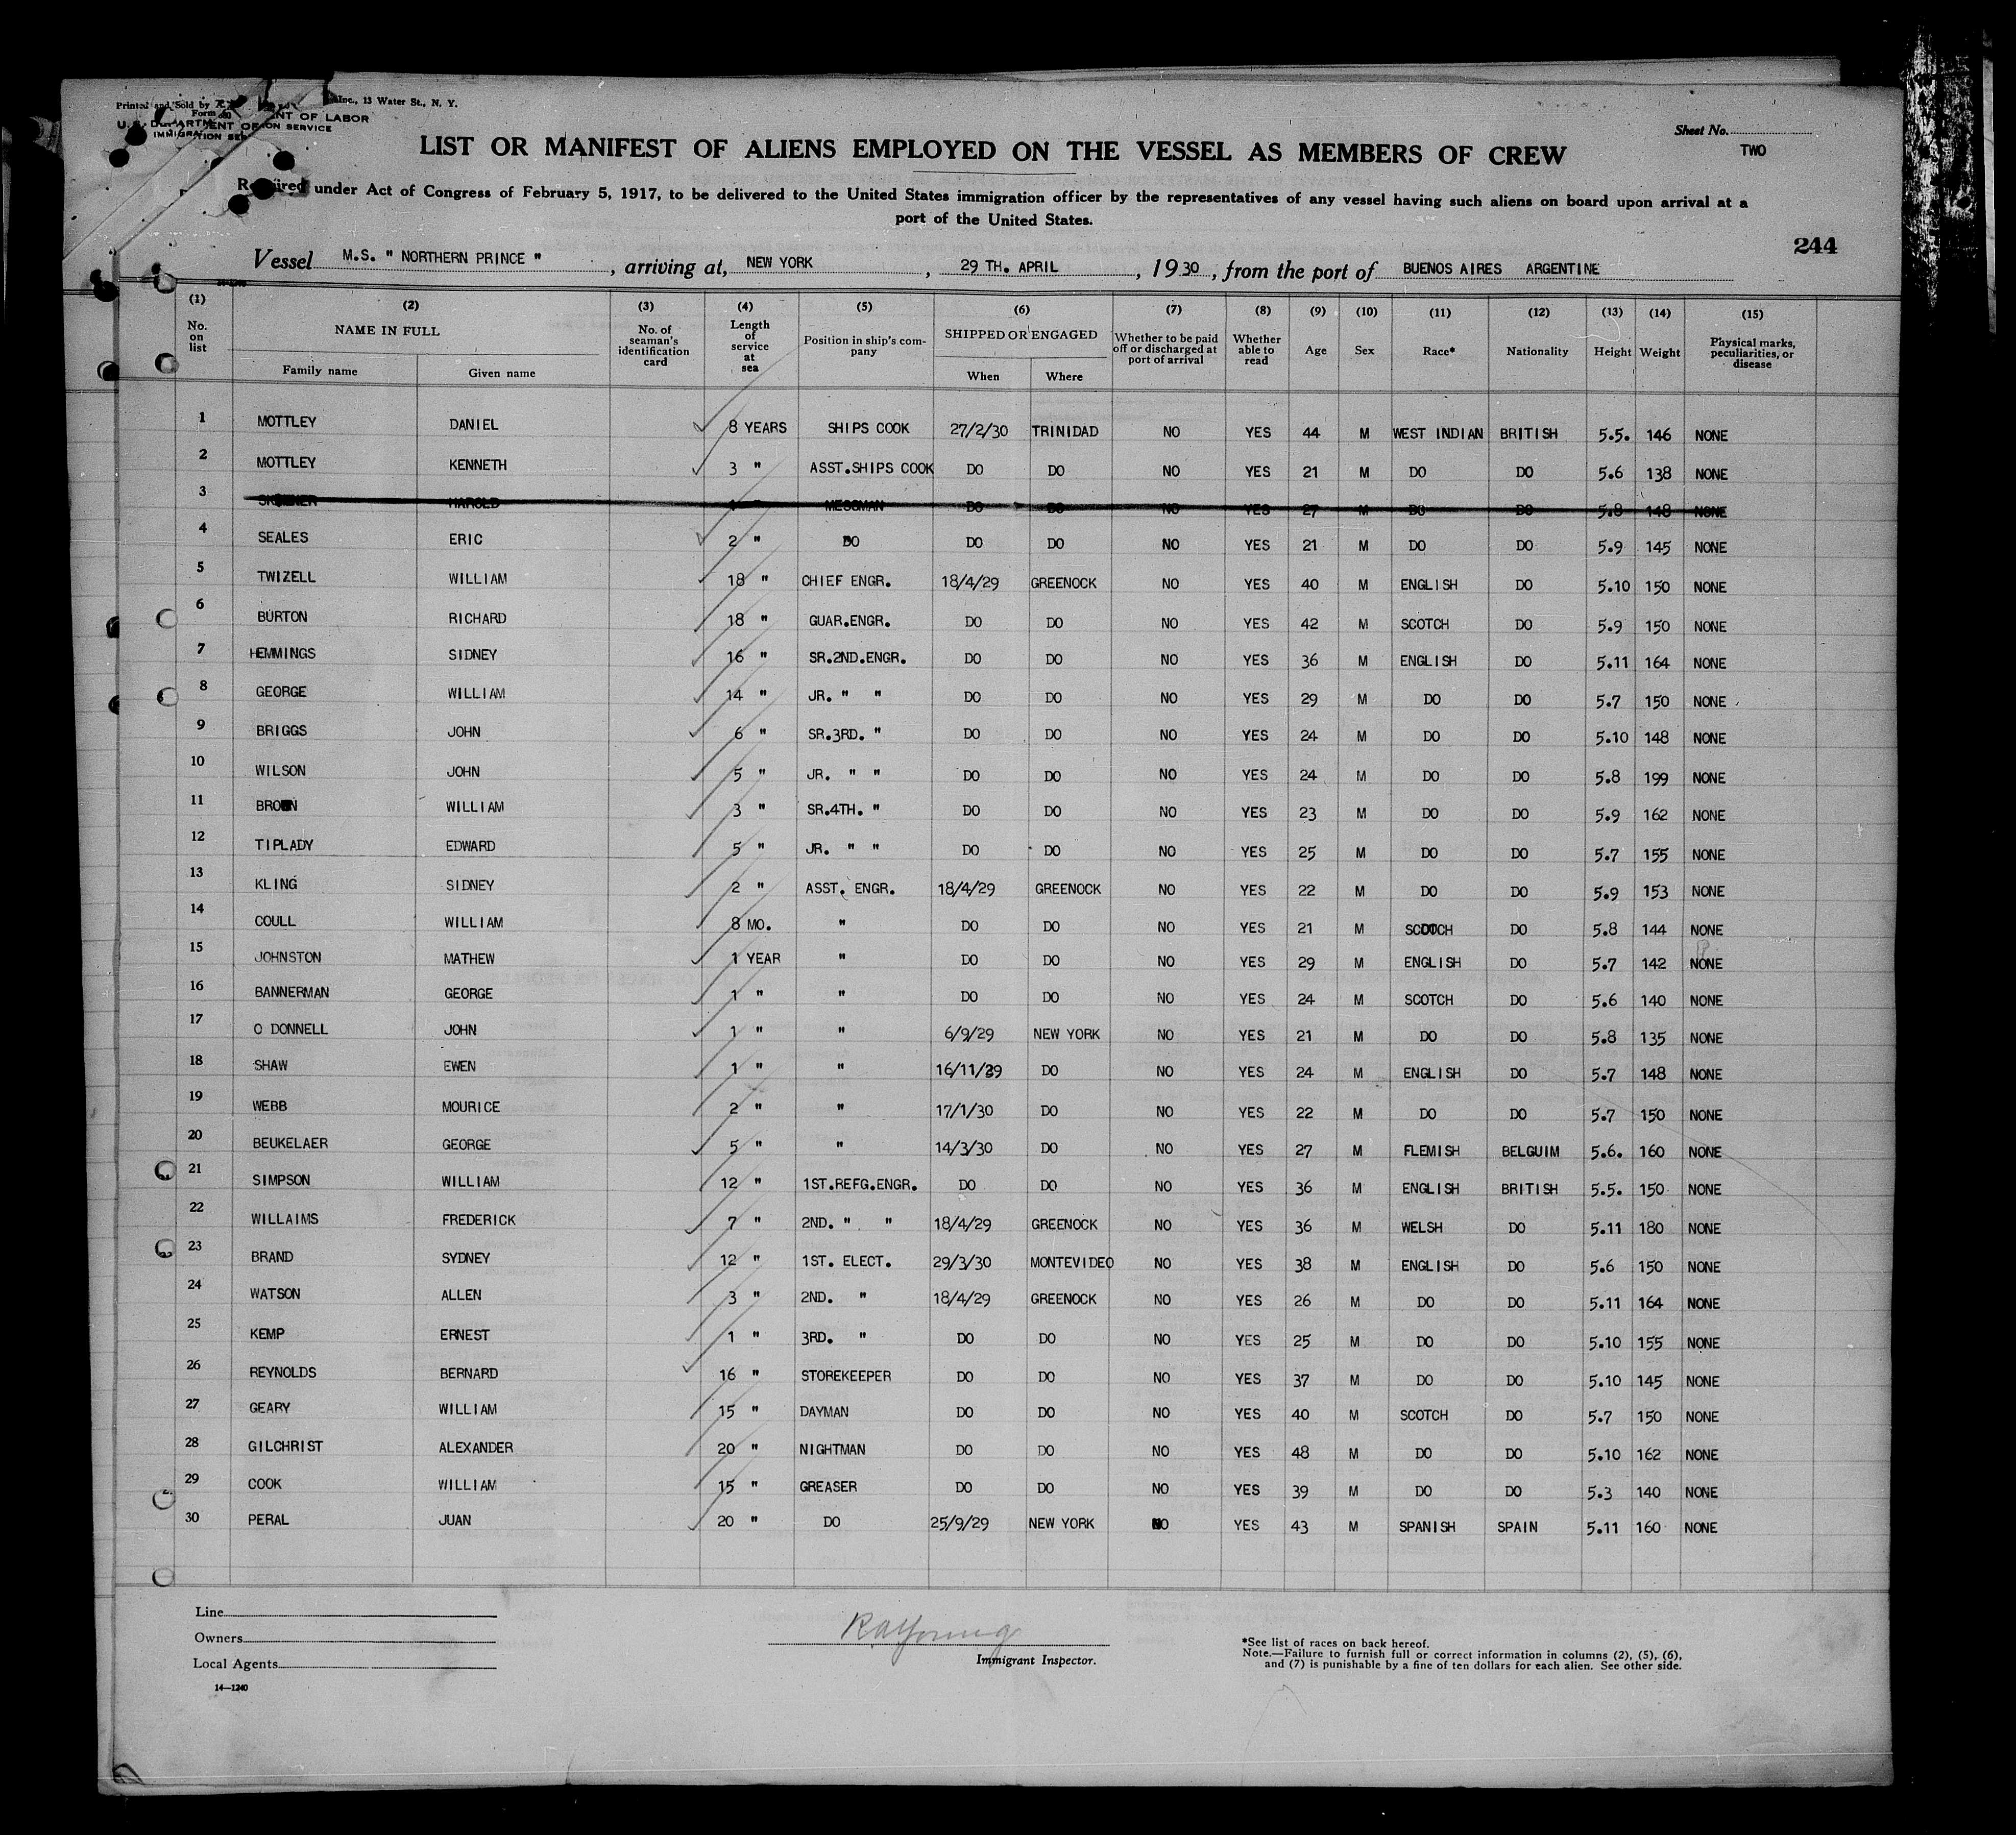 Printed and Sold by Inc., 13 Water St., N. Y.
LIST OR MANIFEST OF ALIENS EMPLOYED ON THE VESSEL AS MEMBERS OF CREW
Sheet No. TWO
Required under Act of Congress of February 5, 1917, to be delivered to the United States immigration officer by the representatives of any vessel having such aliens on board upon arrival at a
port of the United States.
244
Vessel M.S. " NORTHERN PRINCE " , arriving at, NEW YORK , 29 TH. APRIL , 1930 , from the port of BUENOS AIRES ARGENTINE
(1) (2) (3) (4) (5) (6) (7) (8) (9) (10) (11) (12) (13) (14) (15)
No. on list NAME IN FULL Family name Given name No. of seaman's identification card Length of service at sea Position in ship's company SHIPPED OR ENGAGED When Where Whether to be paid off or discharged at port of arrival Whether able to read Age Sex Race* Nationality Height Weight Physical marks, peculiarities, or disease
1 MOTTLEY DANIEL 8 YEARS SHIPS COOK 27/2/30 TRINIDAD NO YES 44 M WEST INDIAN BRITISH 5.5. 146 NONE
2 MOTTLEY KENNETH 3 " ASST.SHIPS COOK DO DO NO YES 21 M DO DO 5.6 138 NONE
3 HAROLD " MESSMAN DO DO NO YES 27 M DO DO 5.8 148 NONE
4 SEALES ERIC 2 " DO DO DO NO YES 21 M DO DO 5.9 145 NONE
5 TWIZELL WILLIAM 18 " CHIEF ENGR. 18/4/29 GREENOCK NO YES 40 M ENGLISH DO 5.10 150 NONE
6 BURTON RICHARD 18 " GUAR.ENGR. DO DO NO YES 42 M SCOTCH DO 5.9 150 NONE
7 HEMMINGS SIDNEY 16 " SR.2ND.ENGR. DO DO NO YES 36 M ENGLISH DO 5.11 164 NONE
8 GEORGE WILLIAM 14 " JR. " " DO DO NO YES 29 M DO DO 5.7 150 NONE
9 BRIGGS JOHN 6 " SR.3RD. " DO DO NO YES 24 M DO DO 5.10 148 NONE
10 WILSON JOHN 5 " JR. " " DO DO NO YES 24 M DO DO 5.8 199 NONE
11 BROWN WILLIAM 3 " SR.4TH. " DO DO NO YES 23 M DO DO 5.9 162 NONE
12 TIPLADY EDWARD 5 " JR. " " DO DO NO YES 25 M DO DO 5.7 155 NONE
13 KLING SIDNEY 2 " ASST. ENGR. 18/4/29 GREENOCK NO YES 22 M DO DO 5.9 153 NONE
14 COULL WILLIAM 8 MO. " DO DO NO YES 21 M SCOTCH DO 5.8 144 NONE
15 JOHNSTON MATHEW 1 YEAR " DO DO NO YES 29 M ENGLISH DO 5.7 142 NONE
16 BANNERMAN GEORGE 1 " " DO DO NO YES 24 M SCOTCH DO 5.6 140 NONE
17 O DONNELL JOHN 1 " " 6/9/29 NEW YORK NO YES 21 M DO DO 5.8 135 NONE
18 SHAW EWEN 1 " " 16/11/29 DO NO YES 24 M ENGLISH DO 5.7 148 NONE
19 WEBB MOURICE 2 " " 17/1/30 DO NO YES 22 M DO DO 5.7 150 NONE
20 BEUKELAER GEORGE 5 " " 14/3/30 DO NO YES 27 M FLEMISH BELGUIM 5.6. 160 NONE
21 SIMPSON WILLIAM 12 " 1ST.REFG.ENGR. DO DO NO YES 36 M ENGLISH BRITISH 5.5. 150 NONE
22 WILLAIMS FREDERICK 7 " 2ND. " " 18/4/29 GREENOCK NO YES 36 M WELSH DO 5.11 180 NONE
23 BRAND SYDNEY 12 " 1ST. ELECT. 29/3/30 MONTEVIDEO NO YES 38 M ENGLISH DO 5.6 150 NONE
24 WATSON ALLEN 3 " 2ND. " 18/4/29 GREENOCK NO YES 26 M DO DO 5.11 164 NONE
25 KEMP ERNEST 1 " 3RD. " DO DO NO YES 25 M DO DO 5.10 155 NONE
26 REYNOLDS BERNARD 16 " STOREKEEPER DO DO NO YES 37 M DO DO 5.10 145 NONE
27 GEARY WILLIAM 15 " DAYMAN DO DO NO YES 40 M SCOTCH DO 5.7 150 NONE
28 GILCHRIST ALEXANDER 20 " NIGHTMAN DO DO NO YES 48 M DO DO 5.10 162 NONE
29 COOK WILLIAM 15 " GREASER DO DO NO YES 39 M DO DO 5.3 140 NONE
30 PERAL JUAN 20 " DO 25/9/29 NEW YORK NO YES 43 M SPANISH SPAIN 5.11 160 NONE
Line
Owners
Local Agents
14—1240
Immigrant Inspector.
*See list of races on back hereof.
Note.—Failure to furnish full or correct information in columns (2), (5), (6),
and (7) is punishable by a fine of ten dollars for each alien. See other side.